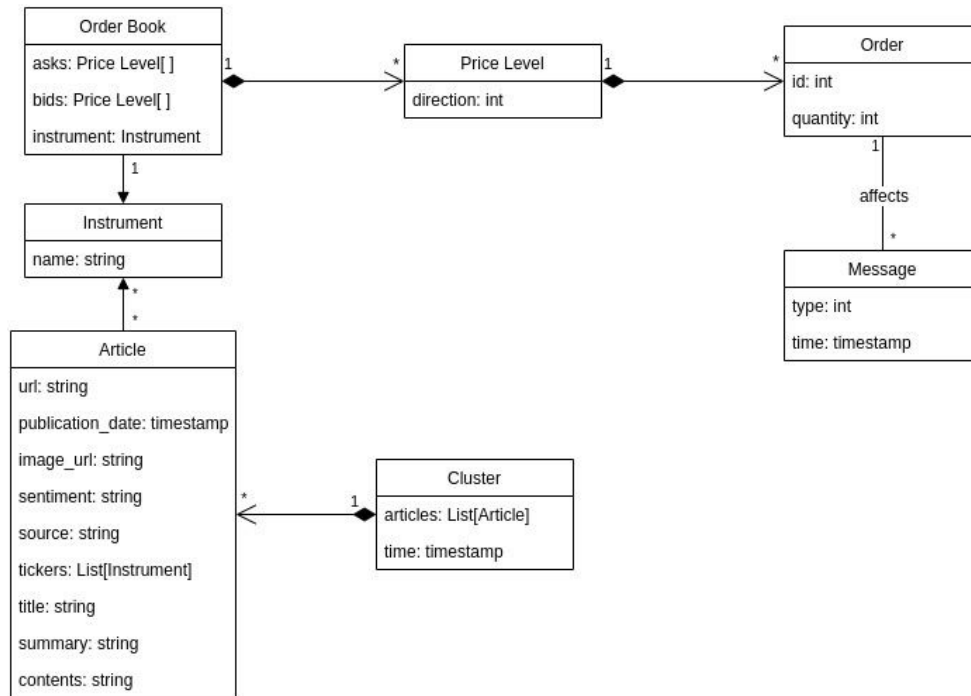 Order Book
asks: Price Level[ ]
bids: Price Level[ ]
instrument: Instrument
1
*
Price Level
direction: int
1
*
Order
id: int
quantity: int
1
affects
*
Message
type: int
time: timestamp
1
Instrument
name: string
*
*
Article
url: string
publication_date: timestamp
image_url: string
sentiment: string
source: string
tickers: List[Instrument]
title: string
summary: string
contents: string
*
1
Cluster
articles: List[Article]
time: timestamp